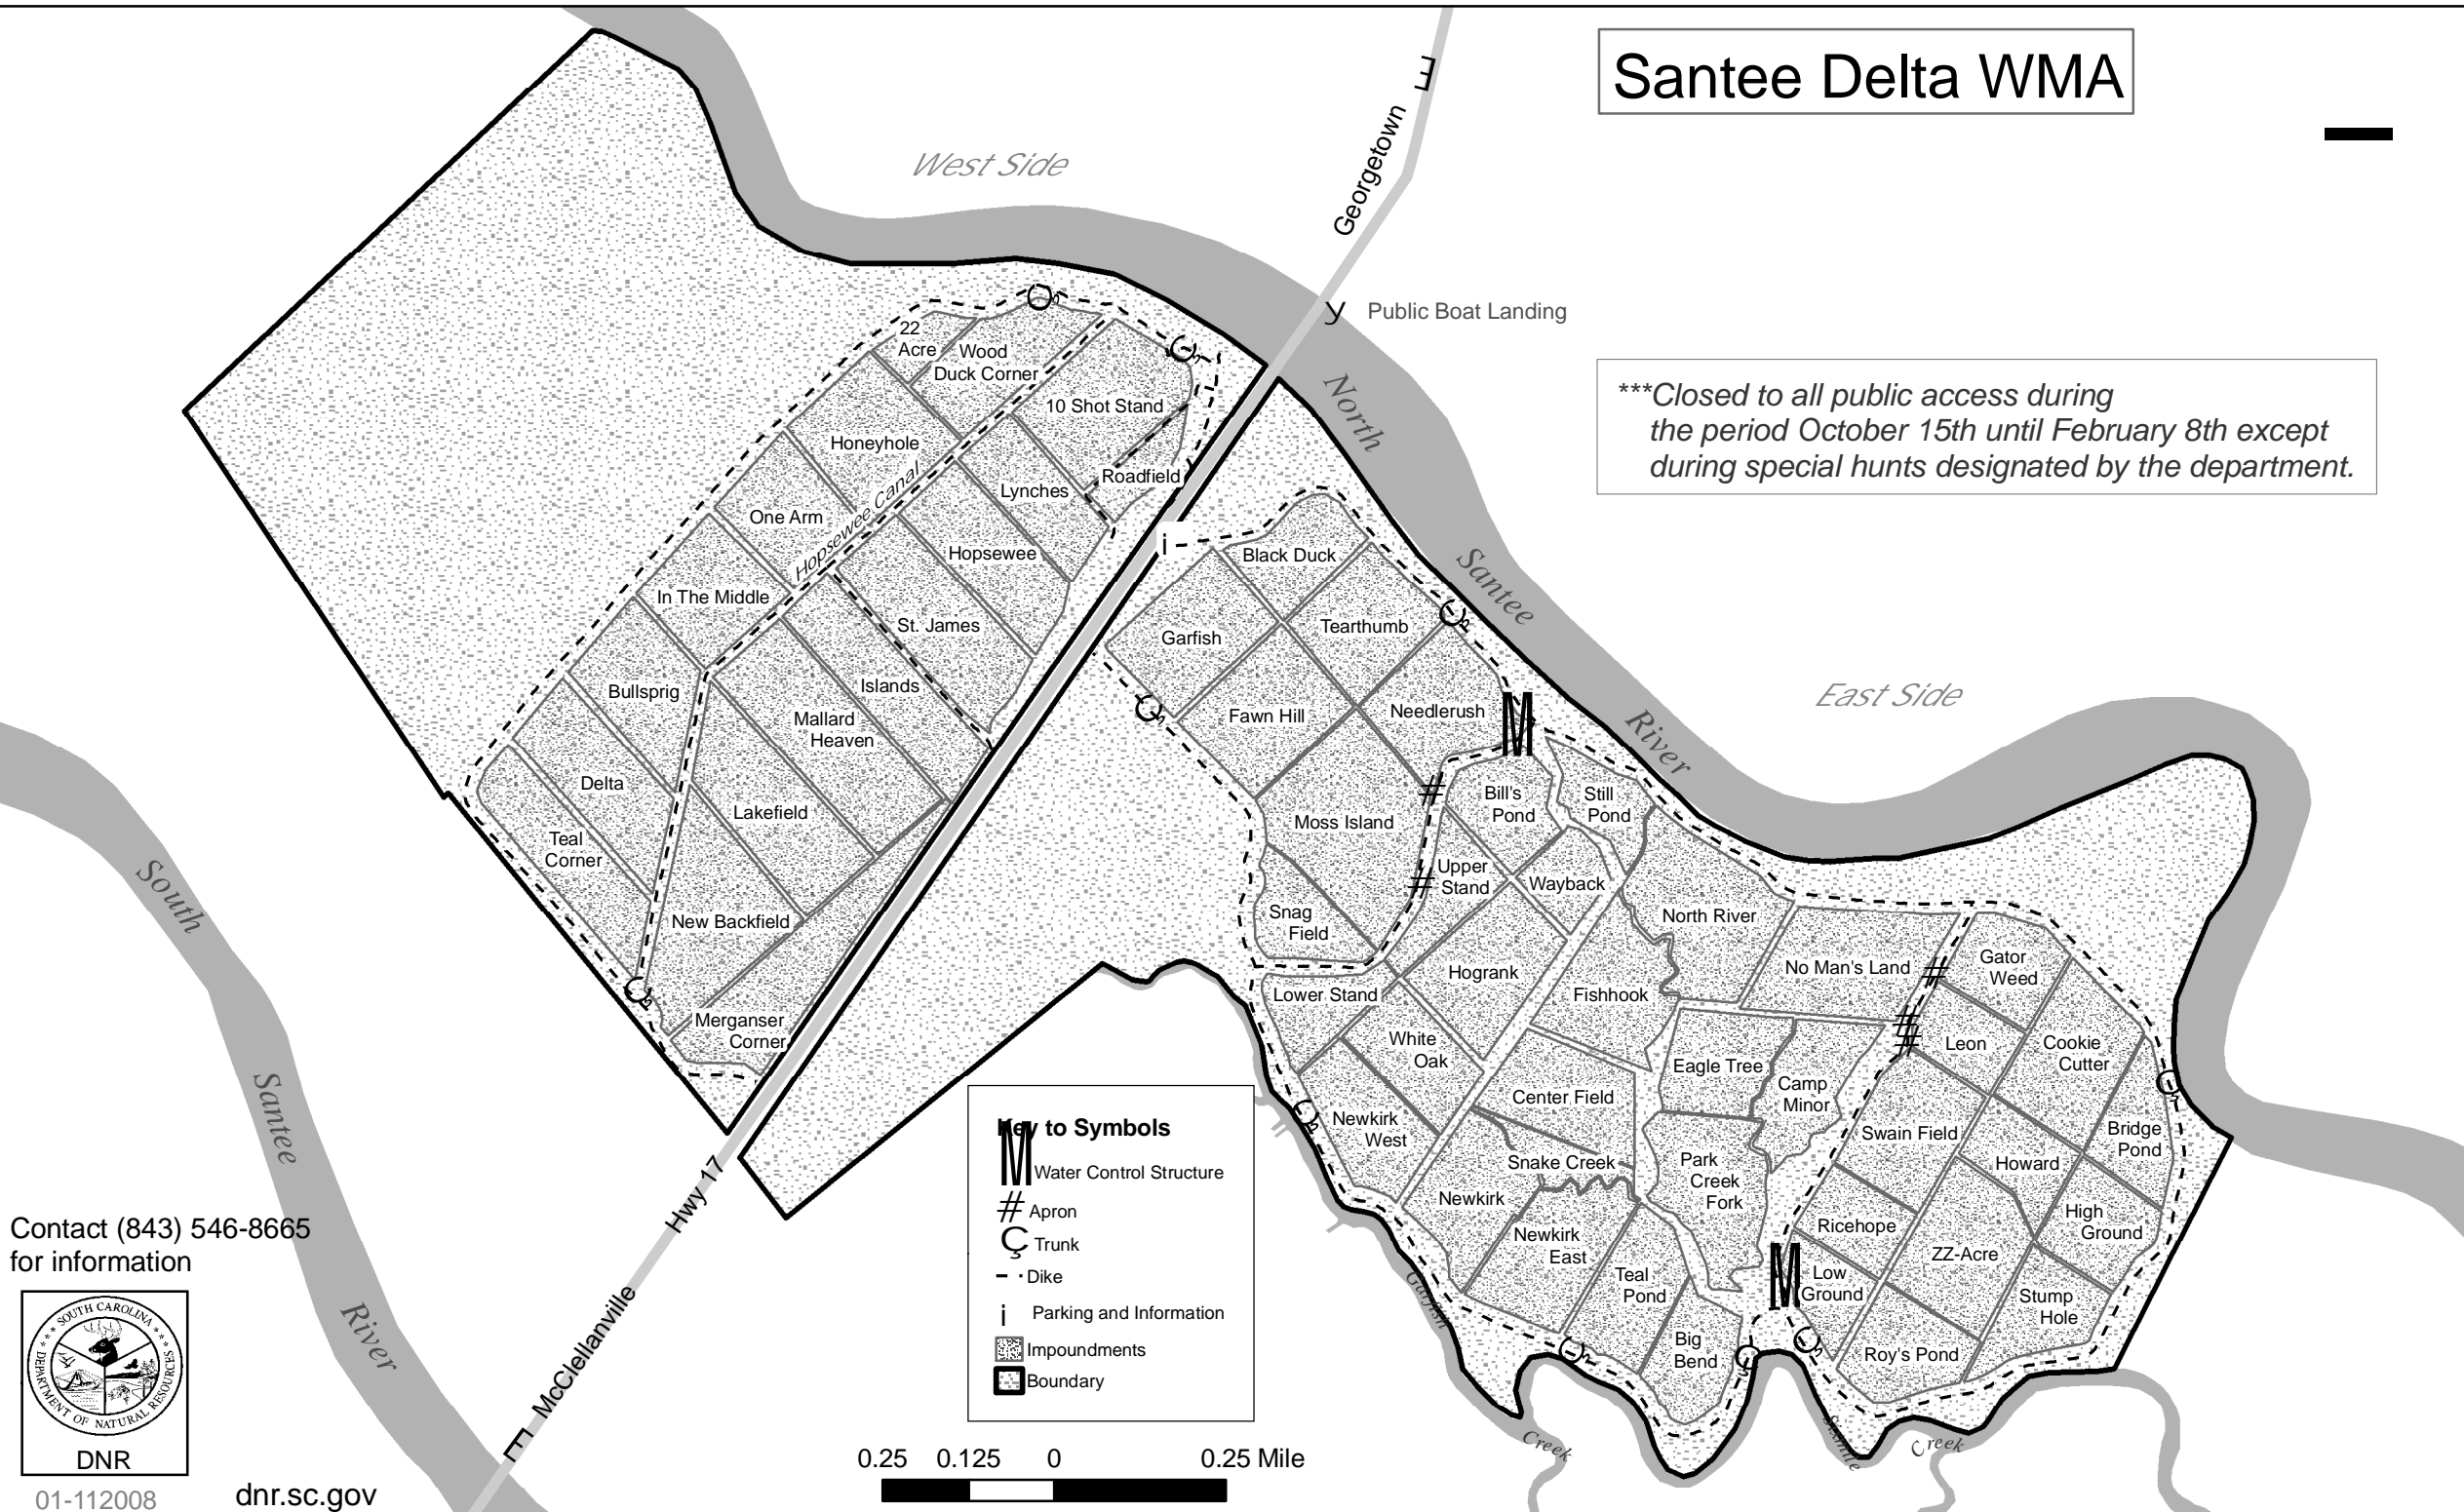 Santee Delta WMA
West Side
Georgetown
Public Boat Landing
***Closed to all public access during
the period October 15th until February 8th except
during special hunts designated by the department.
North
Santee
River
East Side
22
Acre
Wood
Duck Corner
10 Shot Stand
Honeyhole
Roadfield
Lynches
One Arm
Hopsewee Canal
Hopsewee
In The Middle
St. James
Bullsprig
Islands
Mallard
Heaven
Delta
Lakefield
Teal
Corner
New Backfield
Merganser
Corner
i
Black Duck
Garfish
Tearthumb
Fawn Hill
Needlerush
Moss Island
Bill's
Pond
Still
Pond
Upper
Stand
Wayback
Snag
Field
North River
No Man's Land
Gator
Weed
Hogrank
Lower Stand
Fishhook
White
Oak
Leon
Cookie
Cutter
Eagle Tree
Camp
Minor
Center Field
Newkirk
West
Swain Field
Bridge
Pond
Snake Creek
Park
Creek
Fork
Howard
Newkirk
Ricehope
High
Ground
Newkirk
East
ZZ-Acre
Teal
Pond
Low
Ground
Stump
Hole
Big
Bend
Roy's Pond
Garfish
Creek
Sixmile
Creek
South
Santee
River
Hwy 17
McClellanville
Key to Symbols
Water Control Structure
# Apron
Ç Trunk
Dike
i Parking and Information
Impoundments
Boundary
0.25 0.125 0 0.25 Mile
Contact (843) 546-8665
for information
SOUTH CAROLINA
DEPARTMENT OF NATURAL RESOURCES
DNR
01-112008
dnr.sc.gov